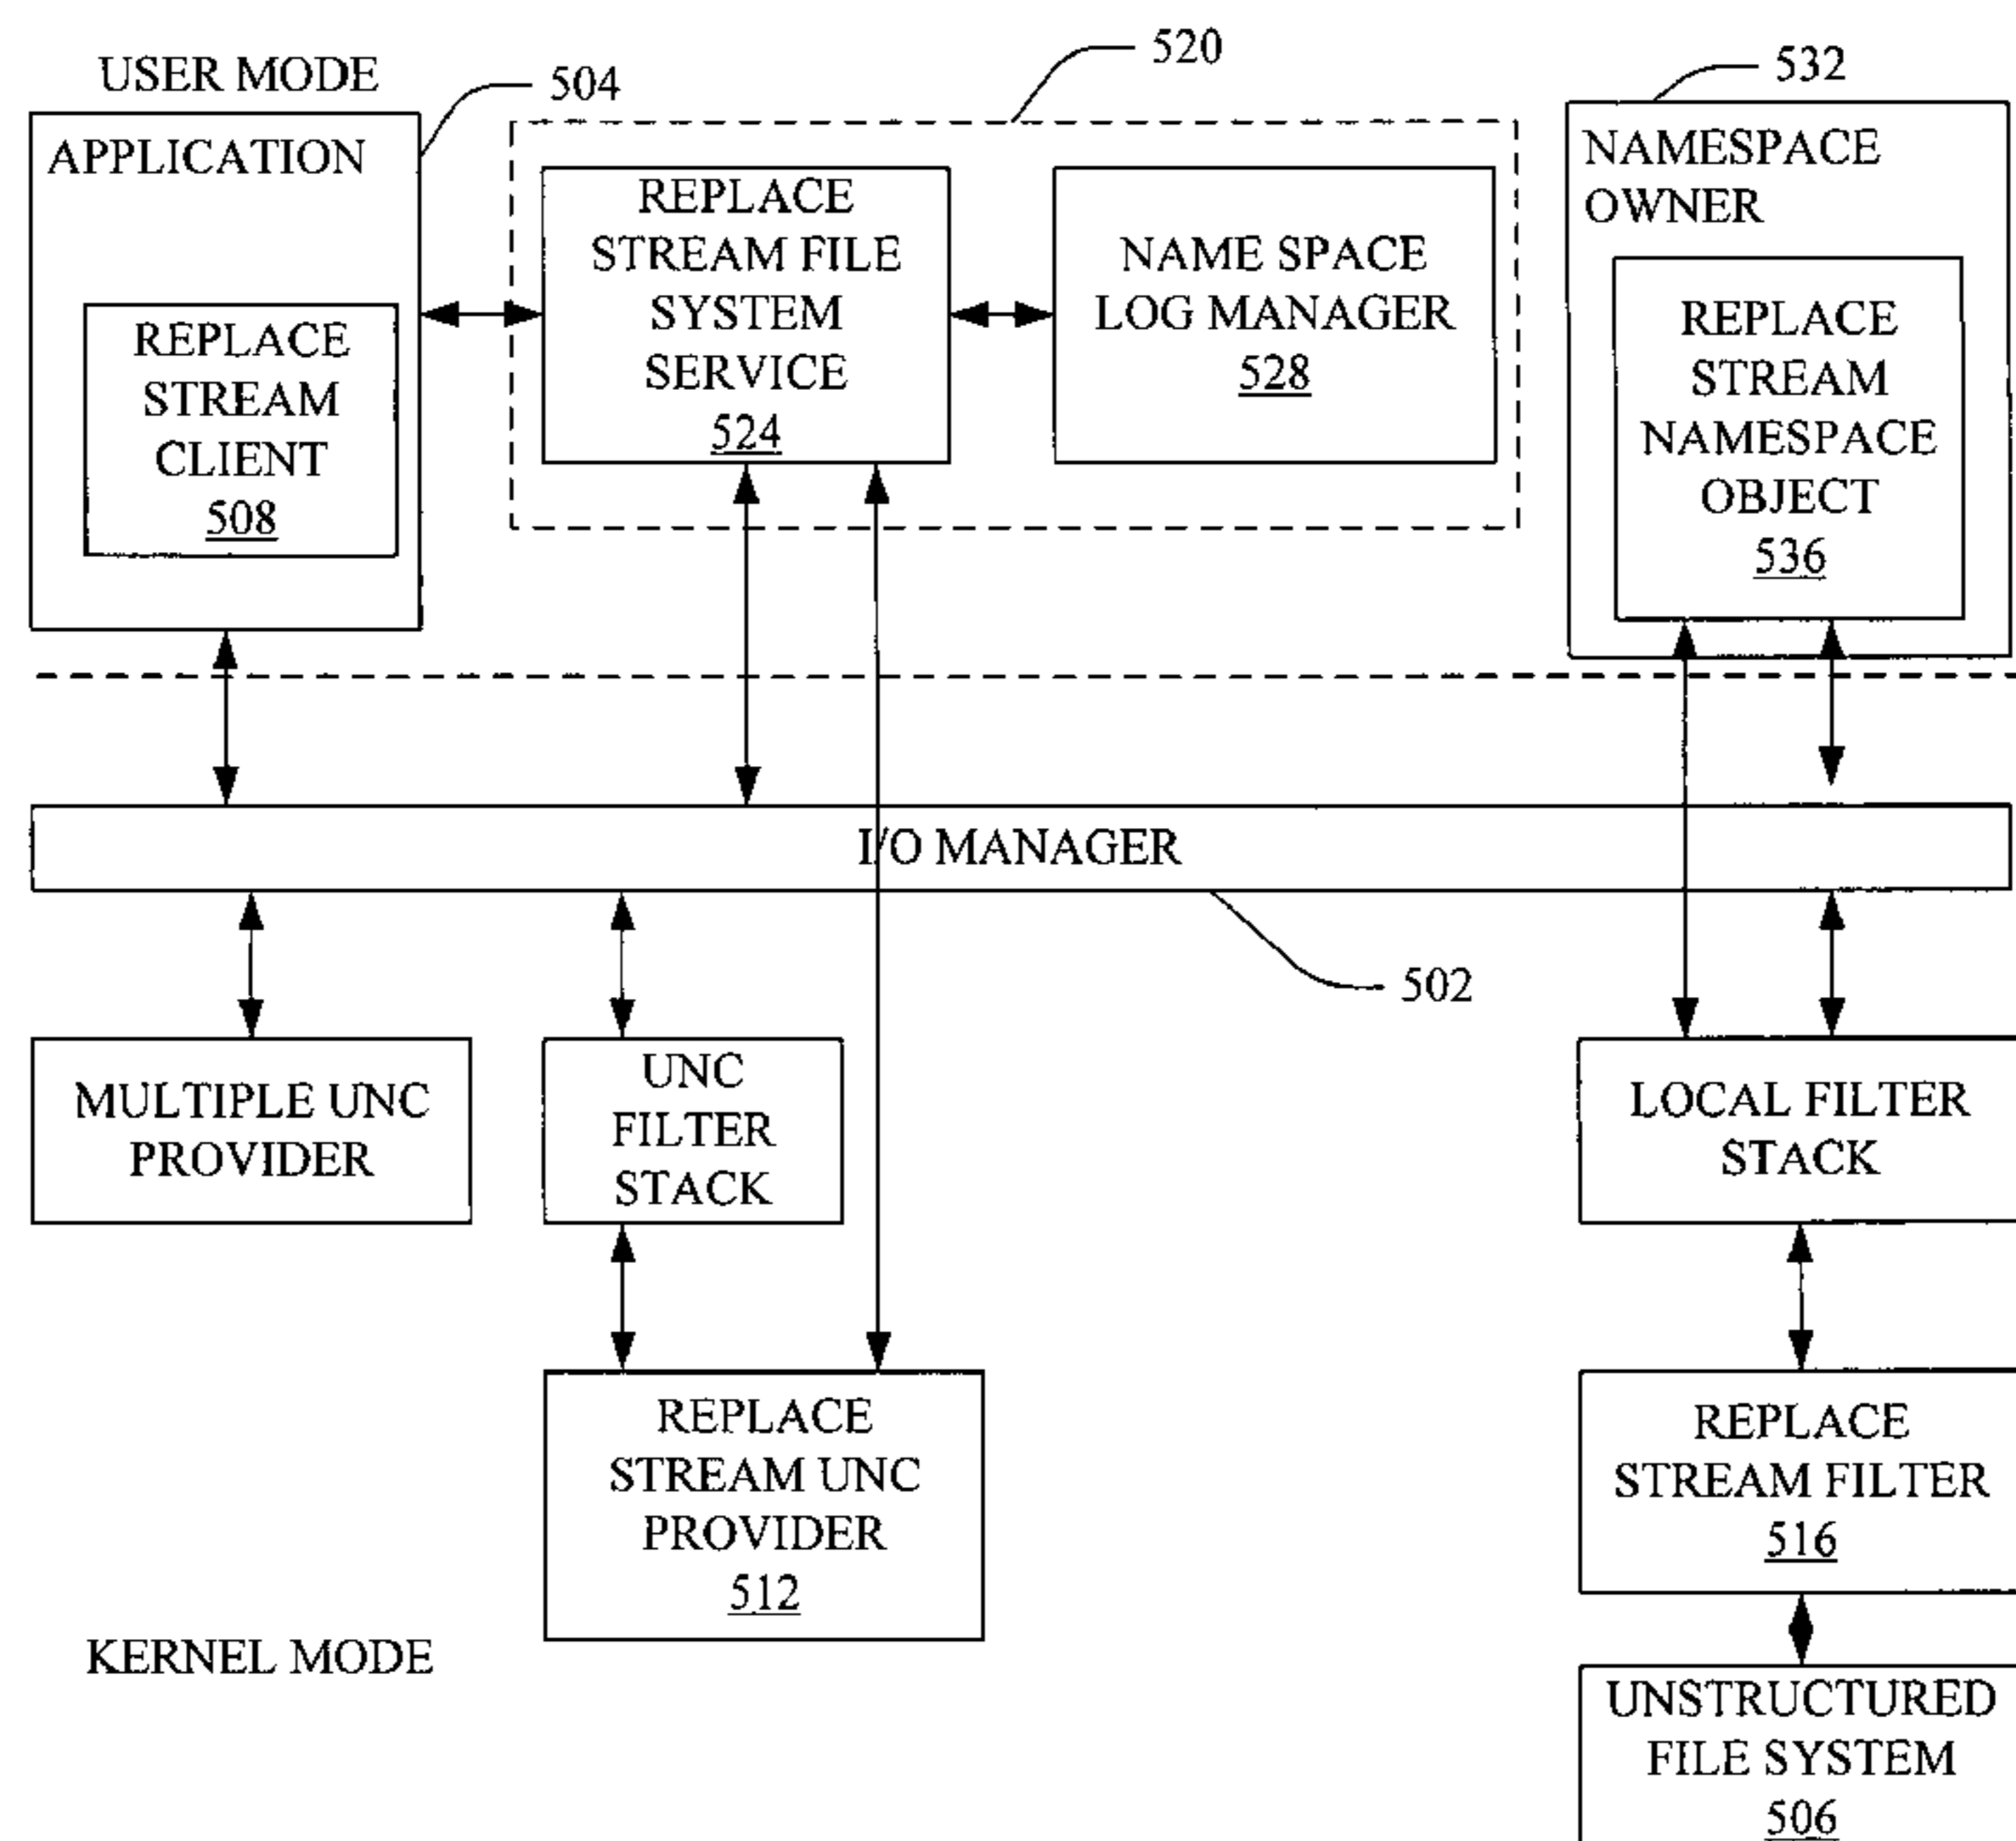 USER MODE
504
520
532
APPLICATION
REPLACE
STREAM
CLIENT
508
REPLACE
STREAM FILE
SYSTEM
SERVICE
524
NAME SPACE
LOG MANAGER
528
NAMESPACE
OWNER
REPLACE
STREAM
NAMESPACE
OBJECT
536
I/O MANAGER
502
MULTIPLE UNC
PROVIDER
UNC
FILTER
STACK
LOCAL FILTER
STACK
REPLACE
STREAM UNC
PROVIDER
512
REPLACE
STREAM FILTER
516
KERNEL MODE
UNSTRUCTURED
FILE SYSTEM
506